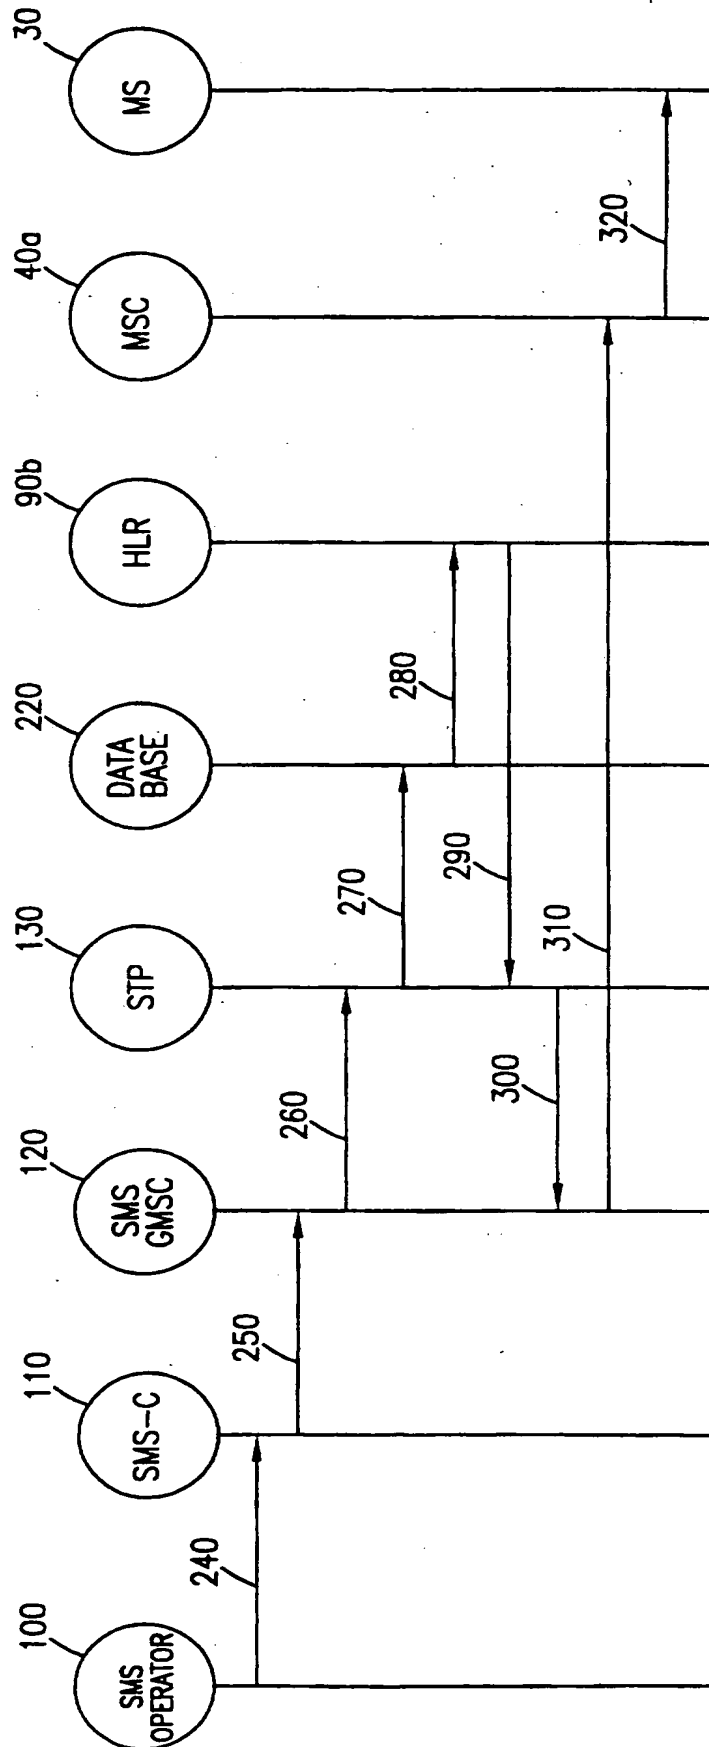 100
SMS
OPERATOR
110
SMS-C
120
SMS
GMSC
130
STP
220
DATA
BASE
90b
HLR
40a
MSC
30
MS
240
250
260
270
280
290
300
310
320